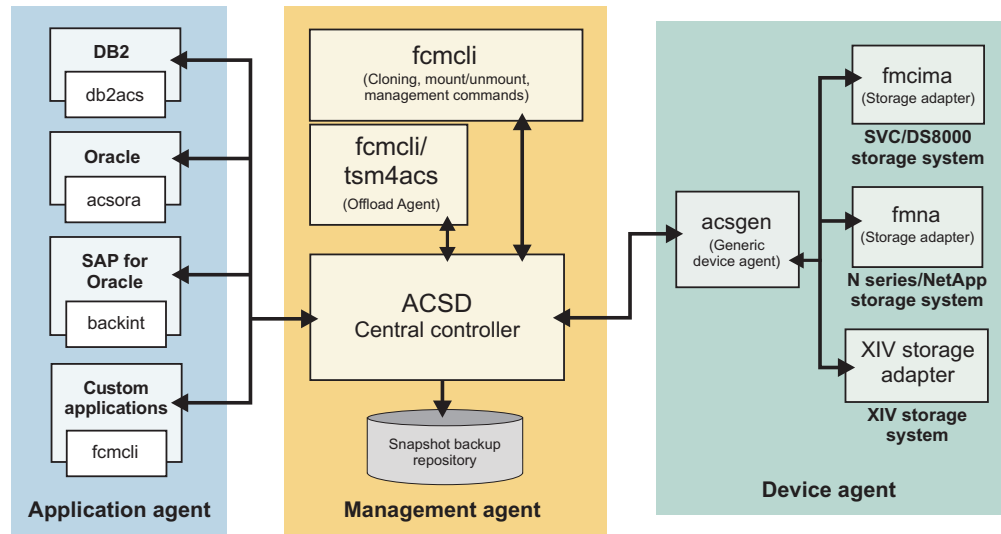 DB2
db2acs
Oracle
acsora
SAP for
Oracle
backint
Custom
applications
fcmcli
Application agent
fcmcli
(Cloning, mount/unmount,
management commands)
fcmcli/
tsm4acs
(Offload Agent)
ACSD
Central controller
Snapshot backup
repository
Management agent
acsgen
(Generic
device agent)
fmcima
(Storage adapter)
SVC/DS8000
storage system
fmna
(Storage adapter)
N series/NetApp
storage system
XIV storage
adapter
XIV storage
system
Device agent